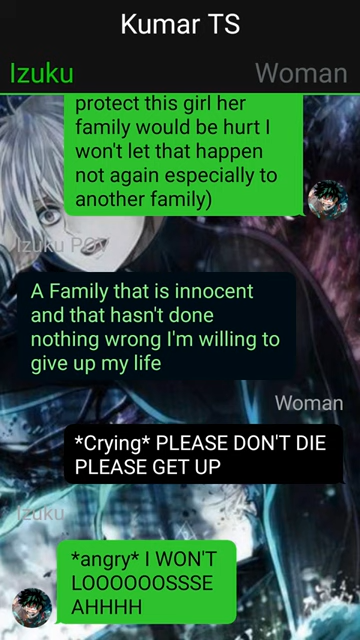 Kumar TS
Izuku
Woman
protect this girl her
family would be hurt I
won't let that happen
not again especially to
another family)
Izuku POV
A Family that is innocent
and that hasn't done
nothing wrong I'm willing to
give up my life
Woman
*Crying* PLEASE DON'T DIE
PLEASE GET UP
Izuku
*angry* I WON'T
LOOOOOOSSSE
AHHHH